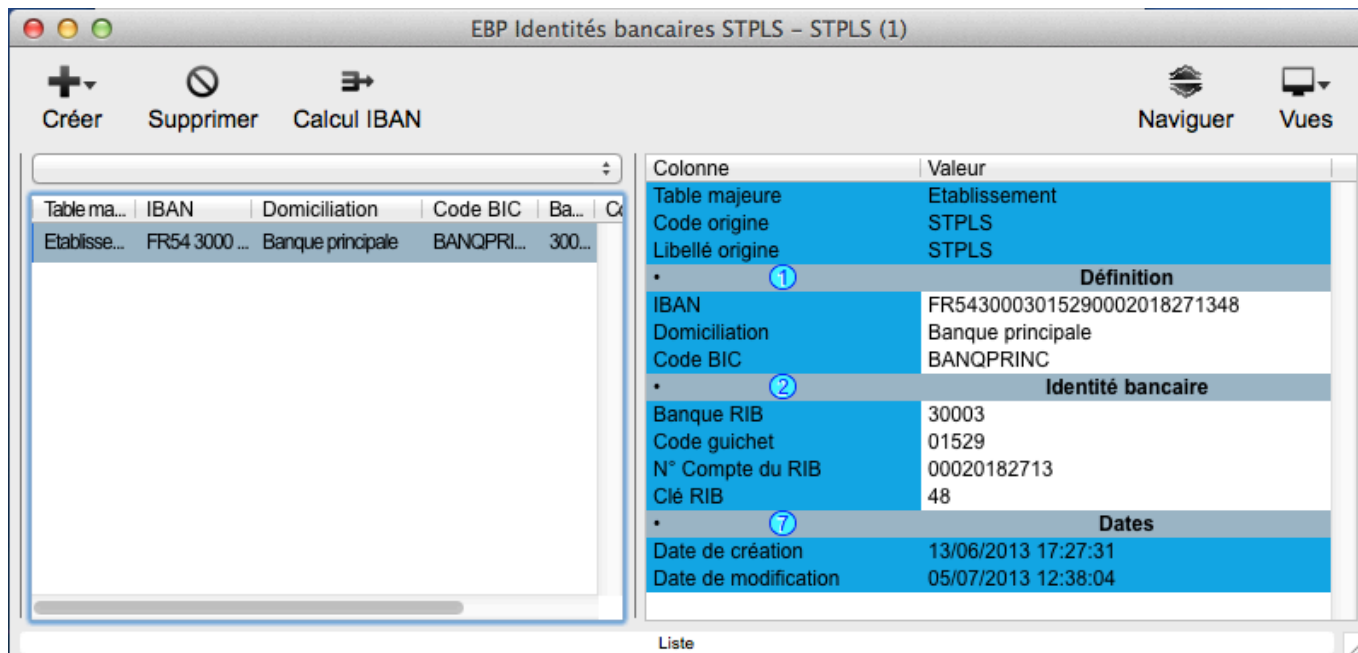 EBP Identités bancaires STPLS – STPLS (1)
Créer Supprimer Calcul IBAN Naguiver Vues
Table ma... IBAN Domiciliation Code BIC Ba... Co
Etablisse... FR54 3000 ... Banque principale BANQPRI... 300...
Colonne Valeur
Table majeure Etablissement
Code origine STPLS
Libellé origine STPLS
• 1 Définition
IBAN FR5430003015290002018271348
Domiciliation Banque principale
Code BIC BANQPRINC
• 2 Identité bancaire
Banque RIB 30003
Code guichet 01529
N° Compte du RIB 00020182713
Clé RIB 48
• 7 Dates
Date de création 13/06/2013 17:27:31
Date de modification 05/07/2013 12:38:04
Liste